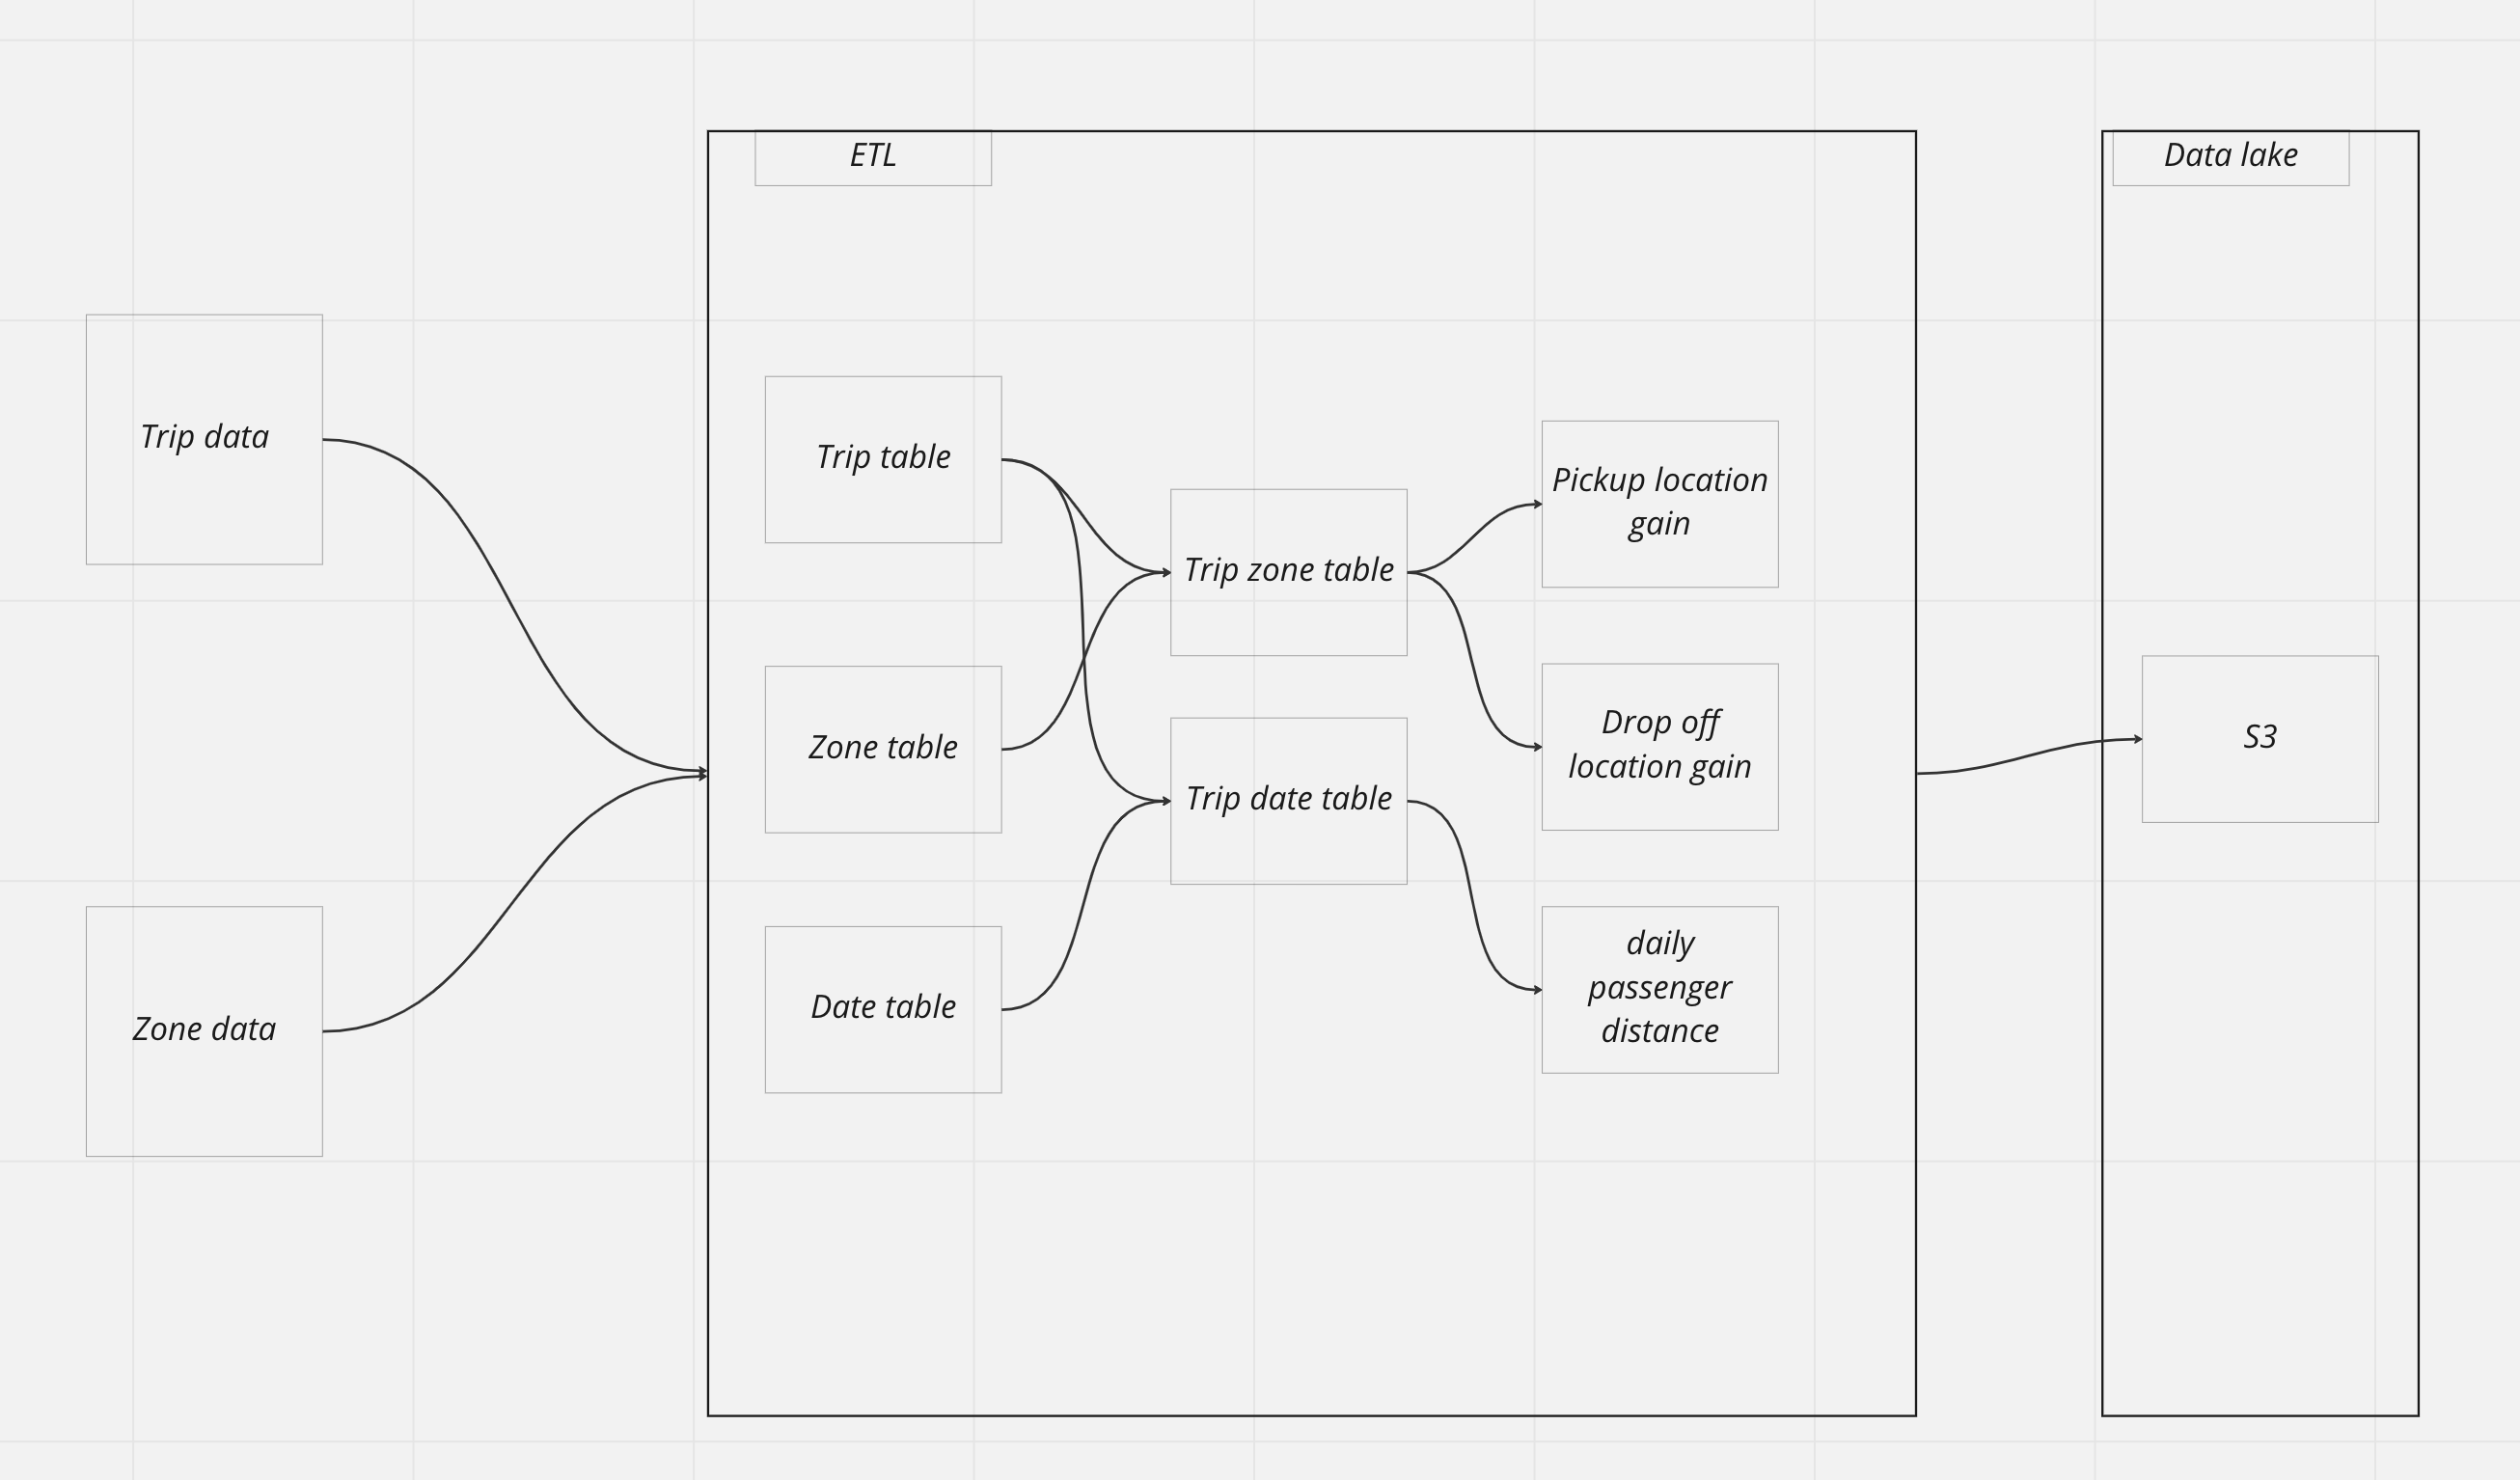 ETL
Data lake
Trip data
Zone data
Trip table
Zone table
Date table
Trip zone table
Trip date table
Pickup location
gain
Drop off
location gain
daily
passenger
distance
S3